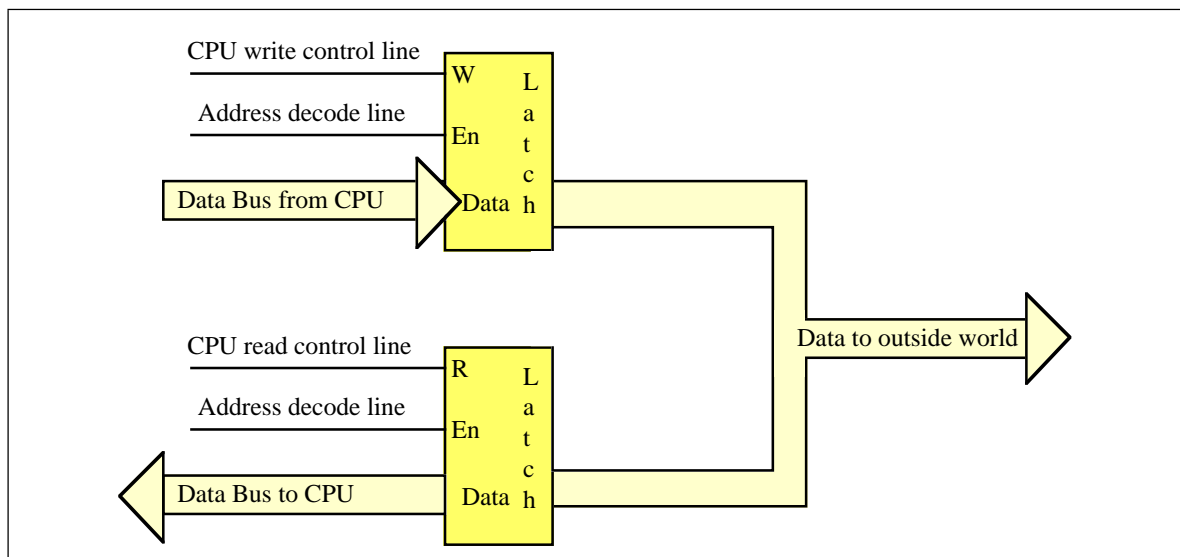 CPU write control line
W
Address decode line
En
Data Bus from CPU
Data
L
a
t
c
h
Data to outside world
CPU read control line
R
Address decode line
En
Data Bus to CPU
Data
L
a
t
c
h